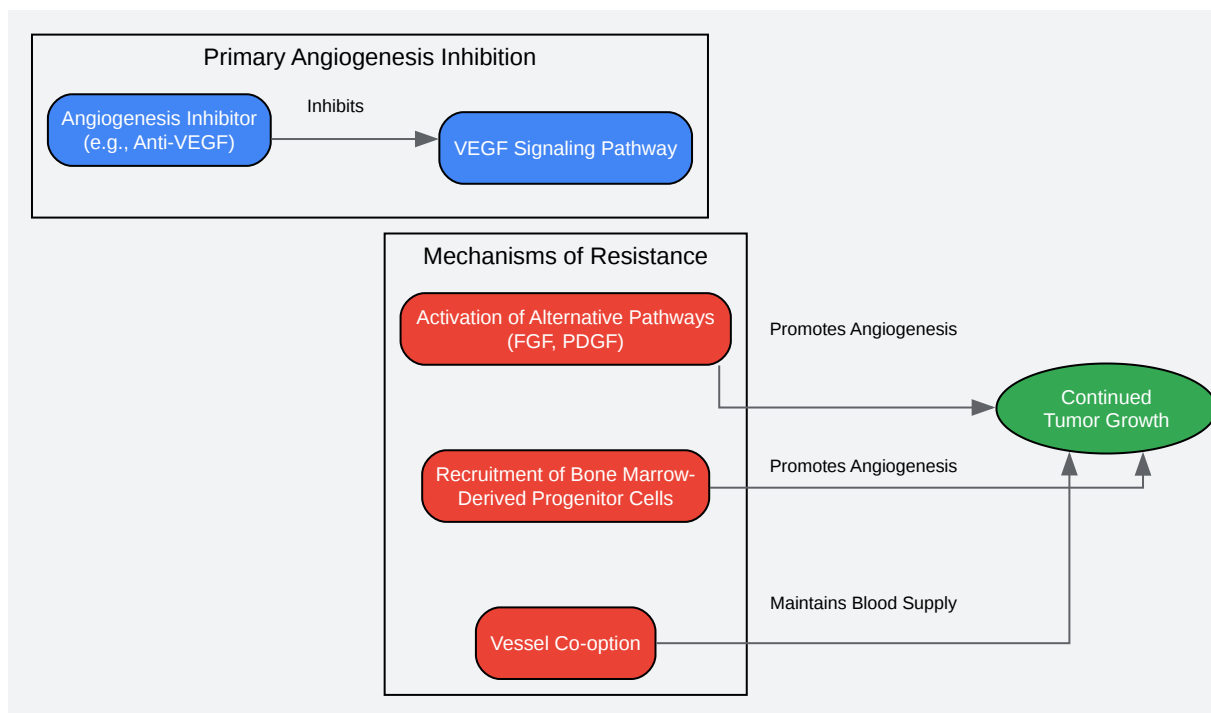 Primary Angiogenesis Inhibition
Angiogenesis Inhibitor
(e.g., Anti-VEGF)
Inhibits
VEGF Signaling Pathway
Mechanisms of Resistance
Activation of Alternative Pathways
(FGF, PDGF)
Promotes Angiogenesis
Continued
Tumor Growth
Recruitment of Bone Marrow-
Derived Progenitor Cells
Promotes Angiogenesis
Vessel Co-option
Maintains Blood Supply